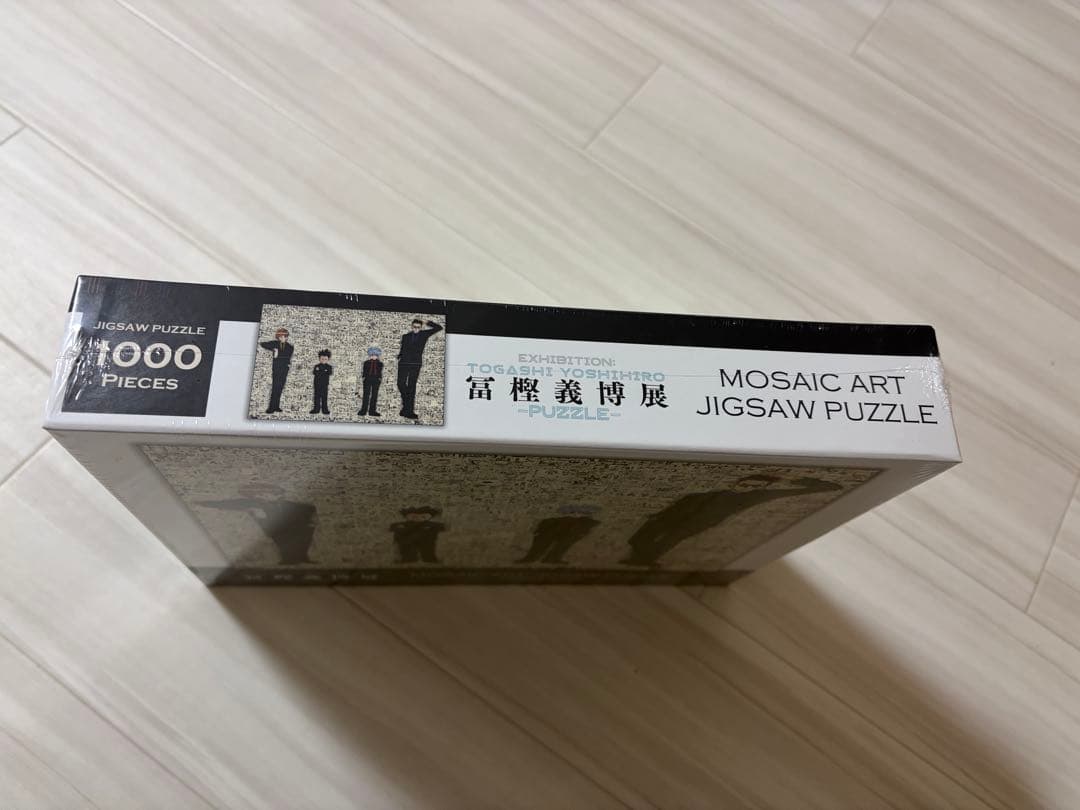 JIGSAW PUZZLE
1000
PIECES
EXHIBITION:
TOGASHI YOSHIHIRO
冨樫義博展
-PUZZLE-
MOSAIC ART
JIGSAW PUZZLE